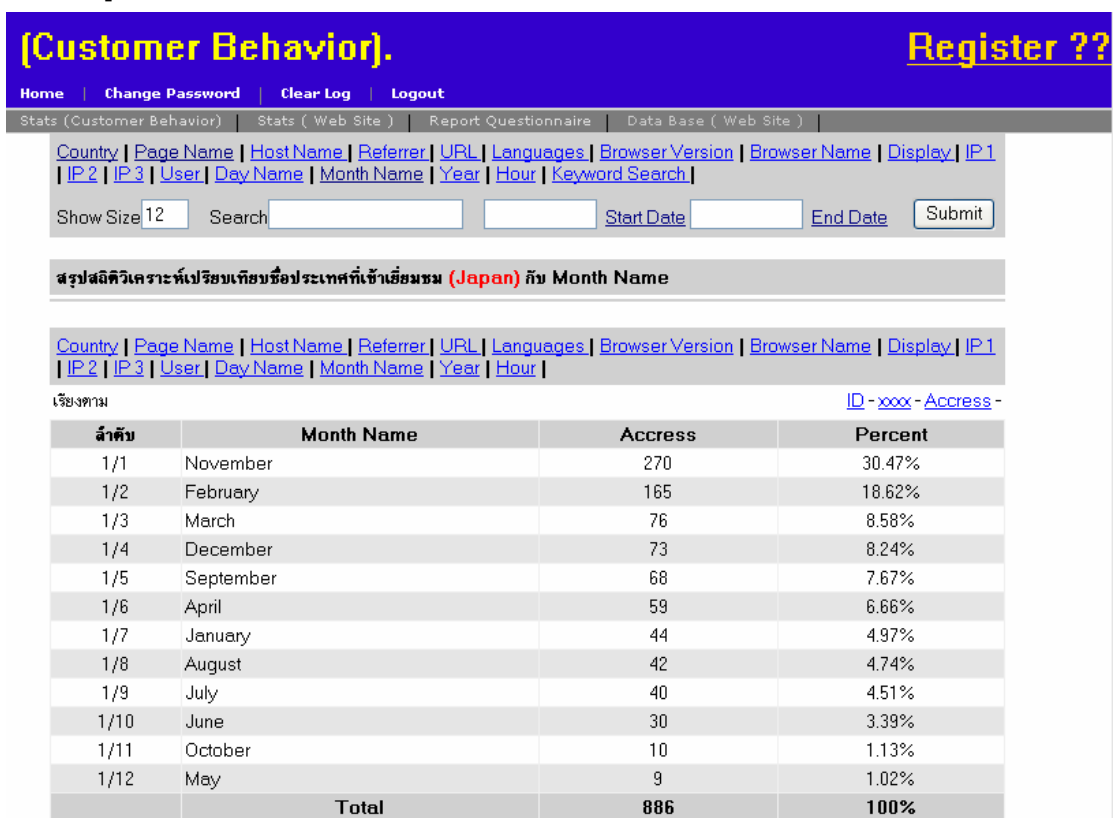 (Customer Behavior). Register ??
Home | Change Password | Clear Log | Logout
Stats (Customer Behavior) | Stats ( Web Site ) | Report Questionnaire | Data Base ( Web Site ) |
Country | Page Name | Host Name | Referrer | URL | Languages | Browser Version | Browser Name | Display | IP 1
| IP 2 | IP 3 | User | Day Name | Month Name | Year | Hour | Keyword Search |
Show Size 12 Search Start Date End Date Submit
สรุปสถิติวิเคราะห์เปรียบเทียบชื่อประเทศที่เข้าเยี่ยมชม (Japan) กับ Month Name
Country | Page Name | Host Name | Referrer | URL | Languages | Browser Version | Browser Name | Display | IP 1
| IP 2 | IP 3 | User | Day Name | Month Name | Year | Hour |
เรียงตาม ID - xxxx - Accress -
ลำดับ Month Name Accress Percent
1/1 November 270 30.47%
1/2 February 165 18.62%
1/3 March 76 8.58%
1/4 December 73 8.24%
1/5 September 68 7.67%
1/6 April 59 6.66%
1/7 January 44 4.97%
1/8 August 42 4.74%
1/9 July 40 4.51%
1/10 June 30 3.39%
1/11 October 10 1.13%
1/12 May 9 1.02%
Total 886 100%